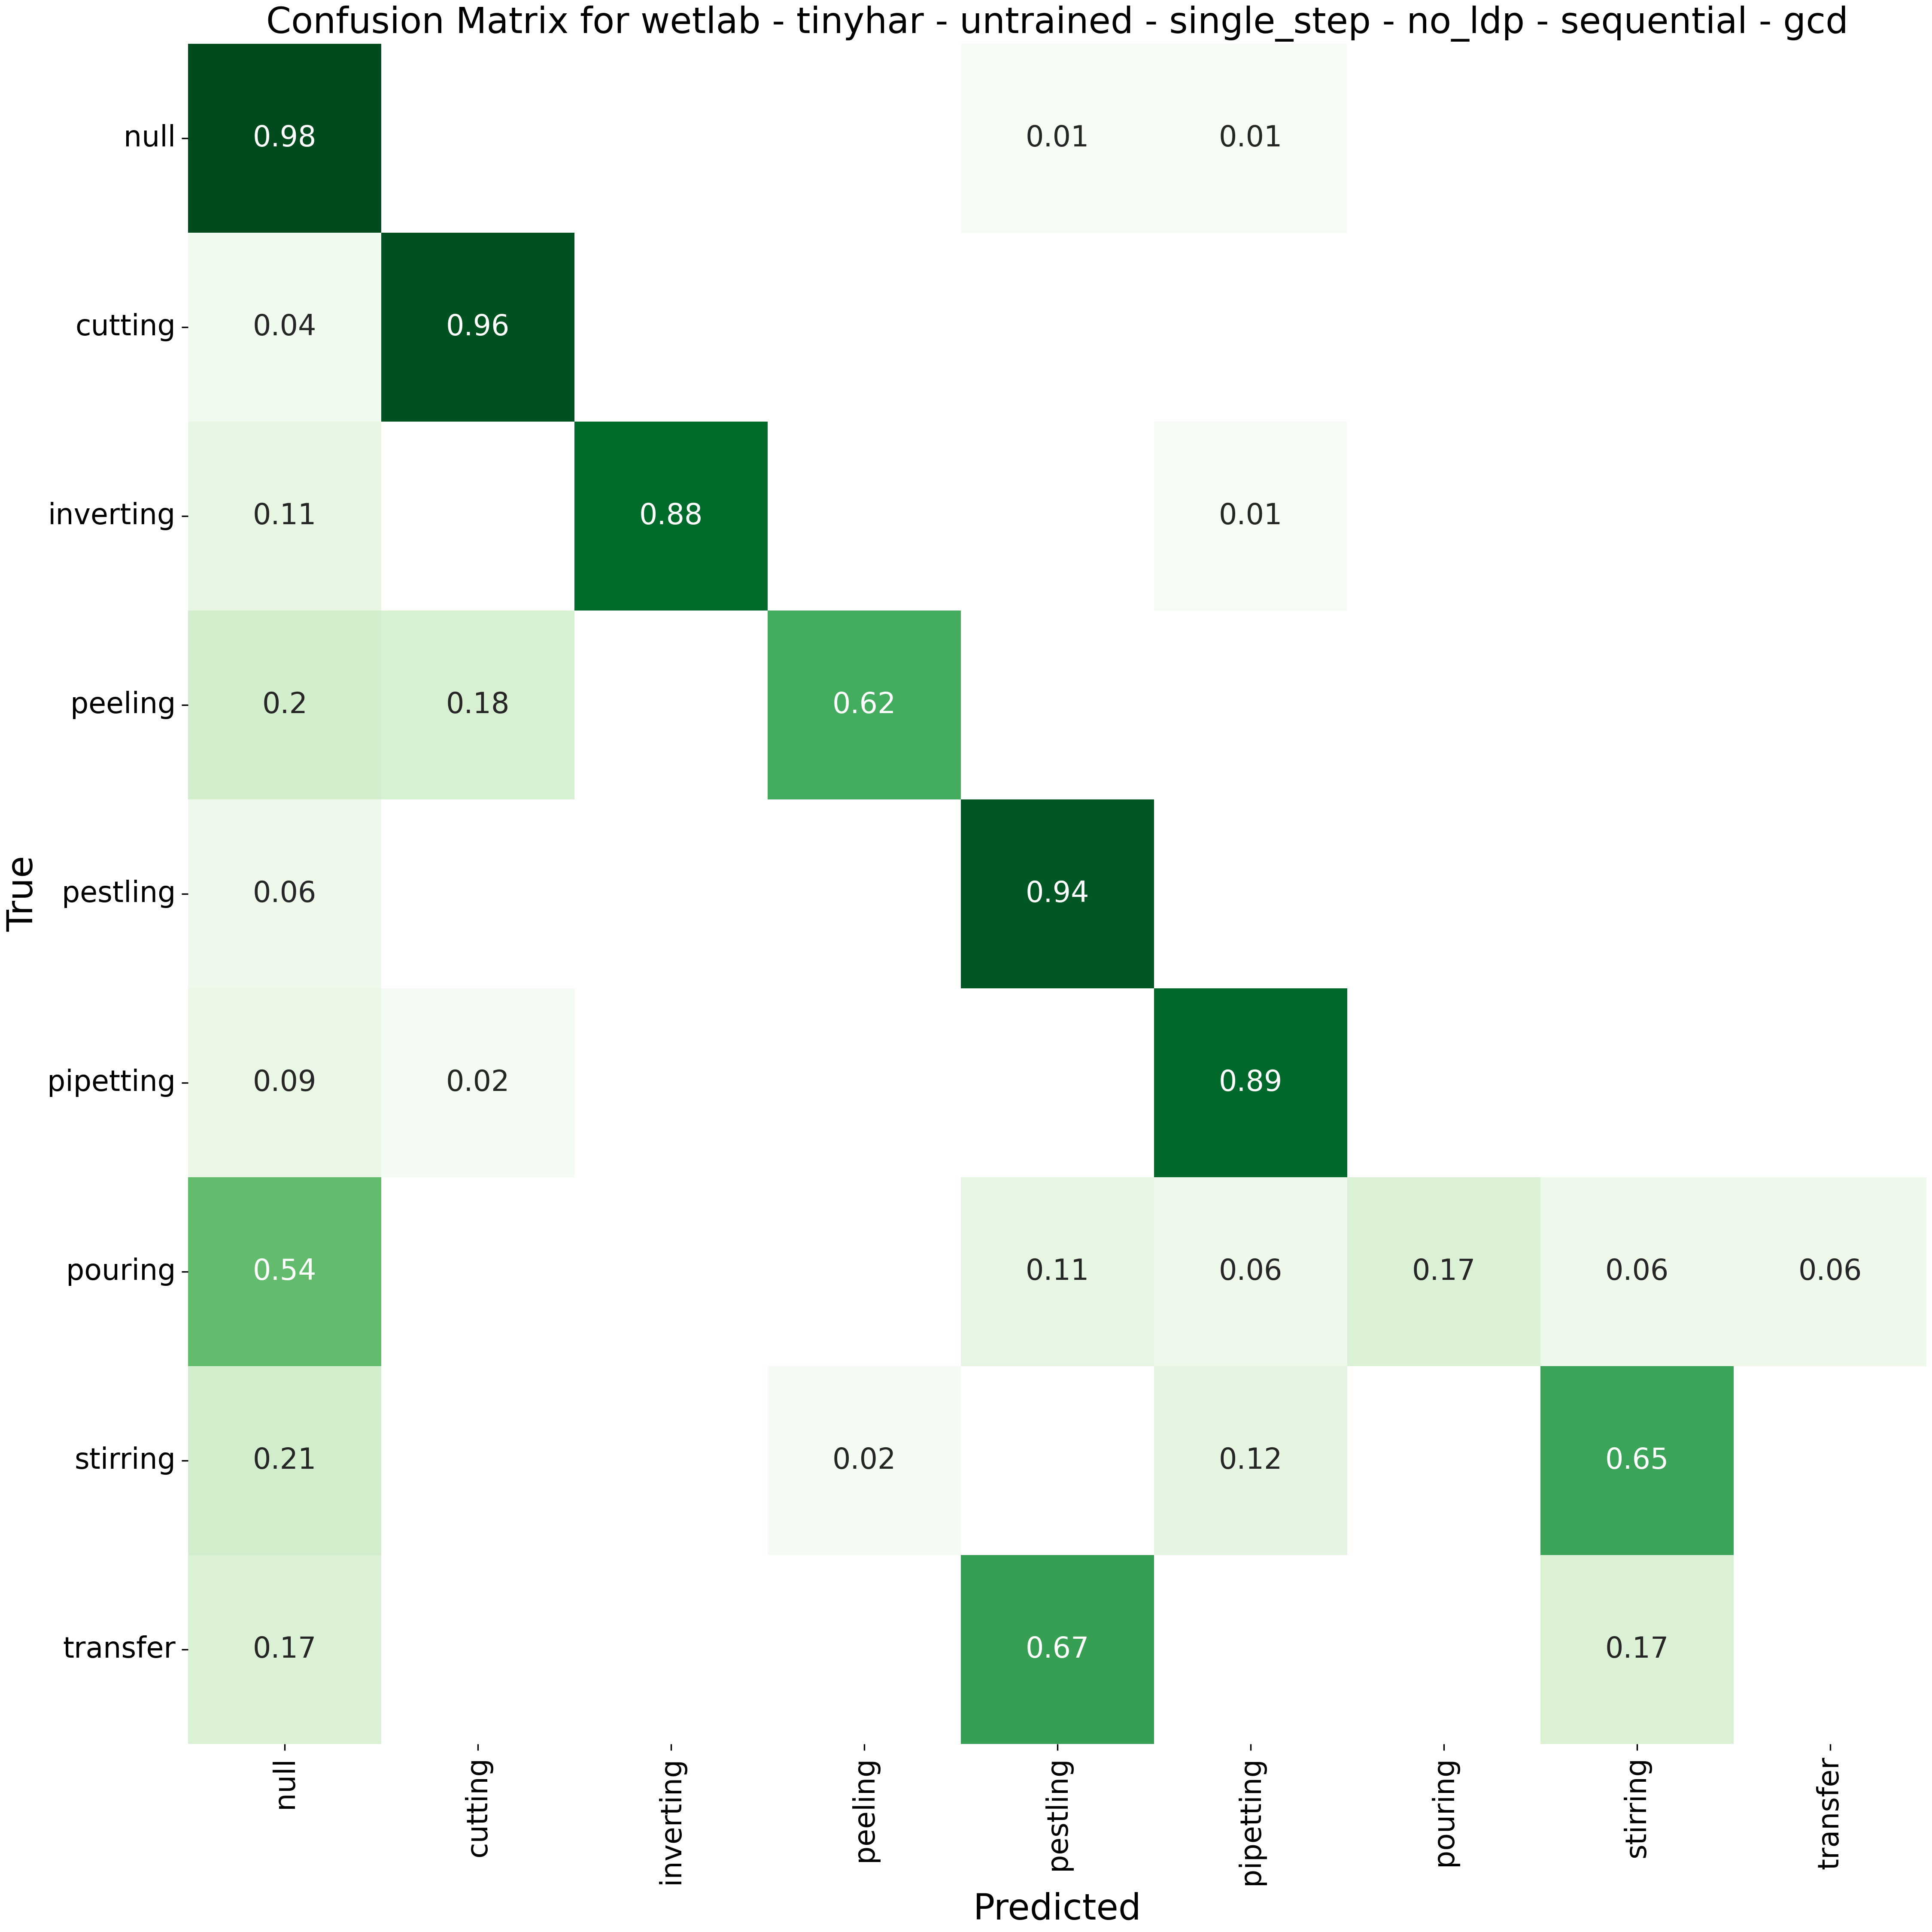 Confusion Matrix for wetlab - tinyhar - untrained - single_step - no_ldp - sequential - gcd
True
null 0.98 0.01 0.01
cutting 0.04 0.96
inverting 0.11 0.88 0.01
peeling 0.2 0.18 0.62
pestling 0.06 0.94
pipetting 0.09 0.02 0.89
pouring 0.54 0.11 0.06 0.17 0.06 0.06
stirring 0.21 0.02 0.12 0.65
transfer 0.17 0.67 0.17
null cutting inverting peeling pestling pipetting pouring stirring transfer
Predicted